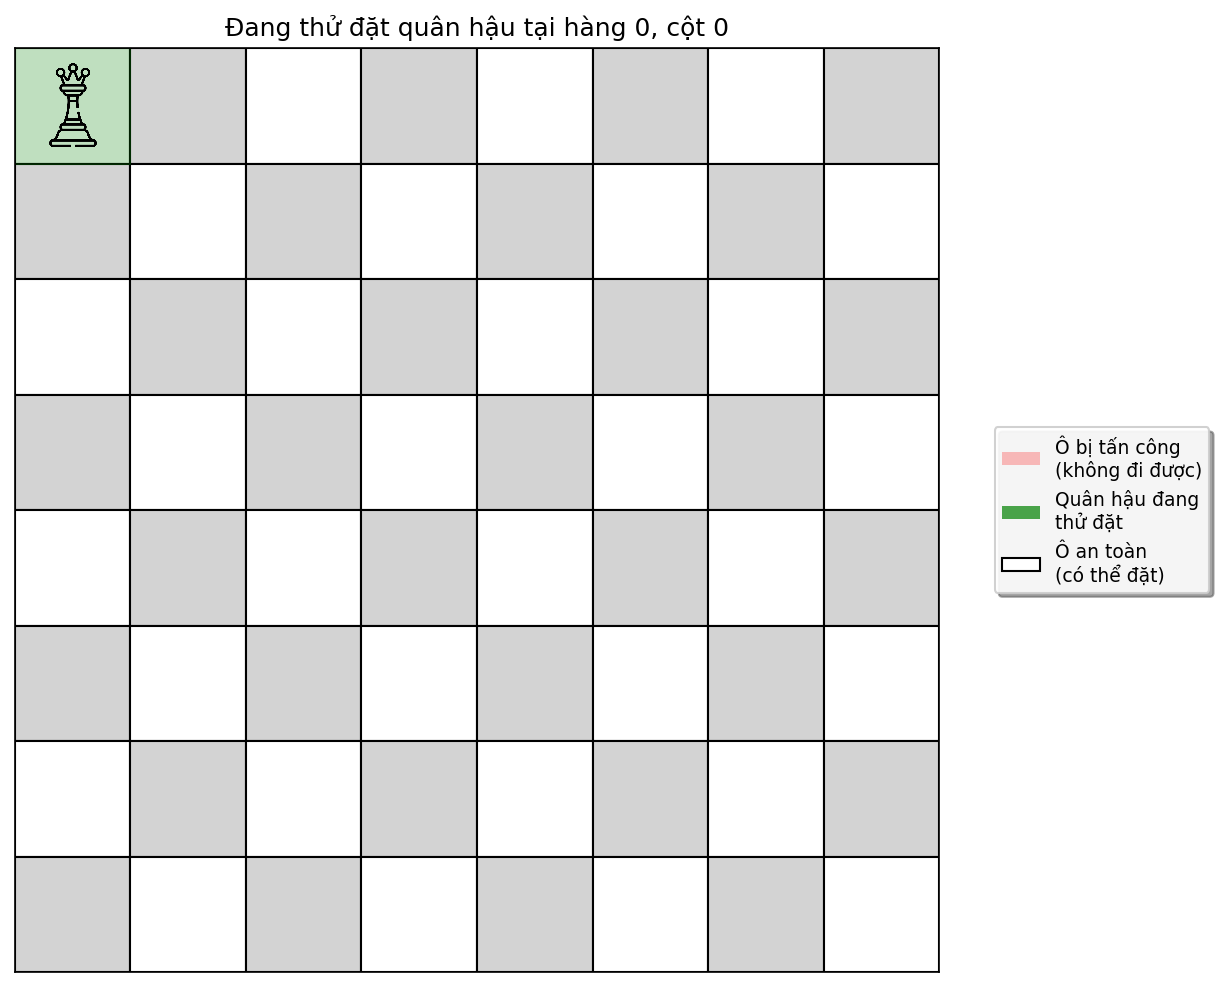 Đang thử đặt quân hậu tại hàng 0, cột 0
Ô bị tấn công
(không đi được)
Quân hậu đang
thử đặt
Ô an toàn
(có thể đặt)